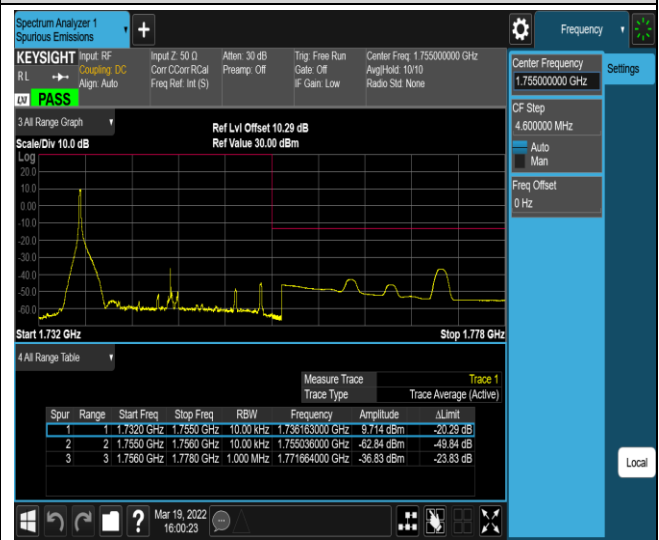 Spectrum Analyzer 1
Spurious Emissions
Frequency
KEYSIGHT Input: RF Input Z: 50 Ω Atten: 30 dB Trig: Free Run Center Freq: 1.755000000 GHz
RL Coupling: DC Corr CCorr RCal Preamp: Off Gate: Off Avg|Hold: 10/10
Align: Auto Freq Ref: Int (S) IF Gain: Low Radio Std: None
LXI PASS
3 All Range Graph
Ref Lvl Offset 10.29 dB
Scale/Div 10.0 dB Ref Value 30.00 dBm
Log
20.0
10.0
0.00
-10.0
-20.0
-30.0
-40.0
-50.0
-60.0
Start 1.732 GHz Stop 1.778 GHz
4 All Range Table
Measure Trace Trace 1
Trace Type Trace Average (Active)
Spur Range Start Freq Stop Freq RBW Frequency Amplitude ΔLimit
1 1 1.7320 GHz 1.7550 GHz 10.00 kHz 1.736163000 GHz 9.714 dBm -20.29 dB
2 2 1.7550 GHz 1.7560 GHz 10.00 kHz 1.755036000 GHz -62.84 dBm -49.84 dB
3 3 1.7560 GHz 1.7780 GHz 1.000 MHz 1.771664000 GHz -36.83 dBm -23.83 dB
Mar 19, 2022
16:00:23
Center Frequency
1.755000000 GHz
Settings
CF Step
4.600000 MHz
Auto
Man
Freq Offset
0 Hz
Local